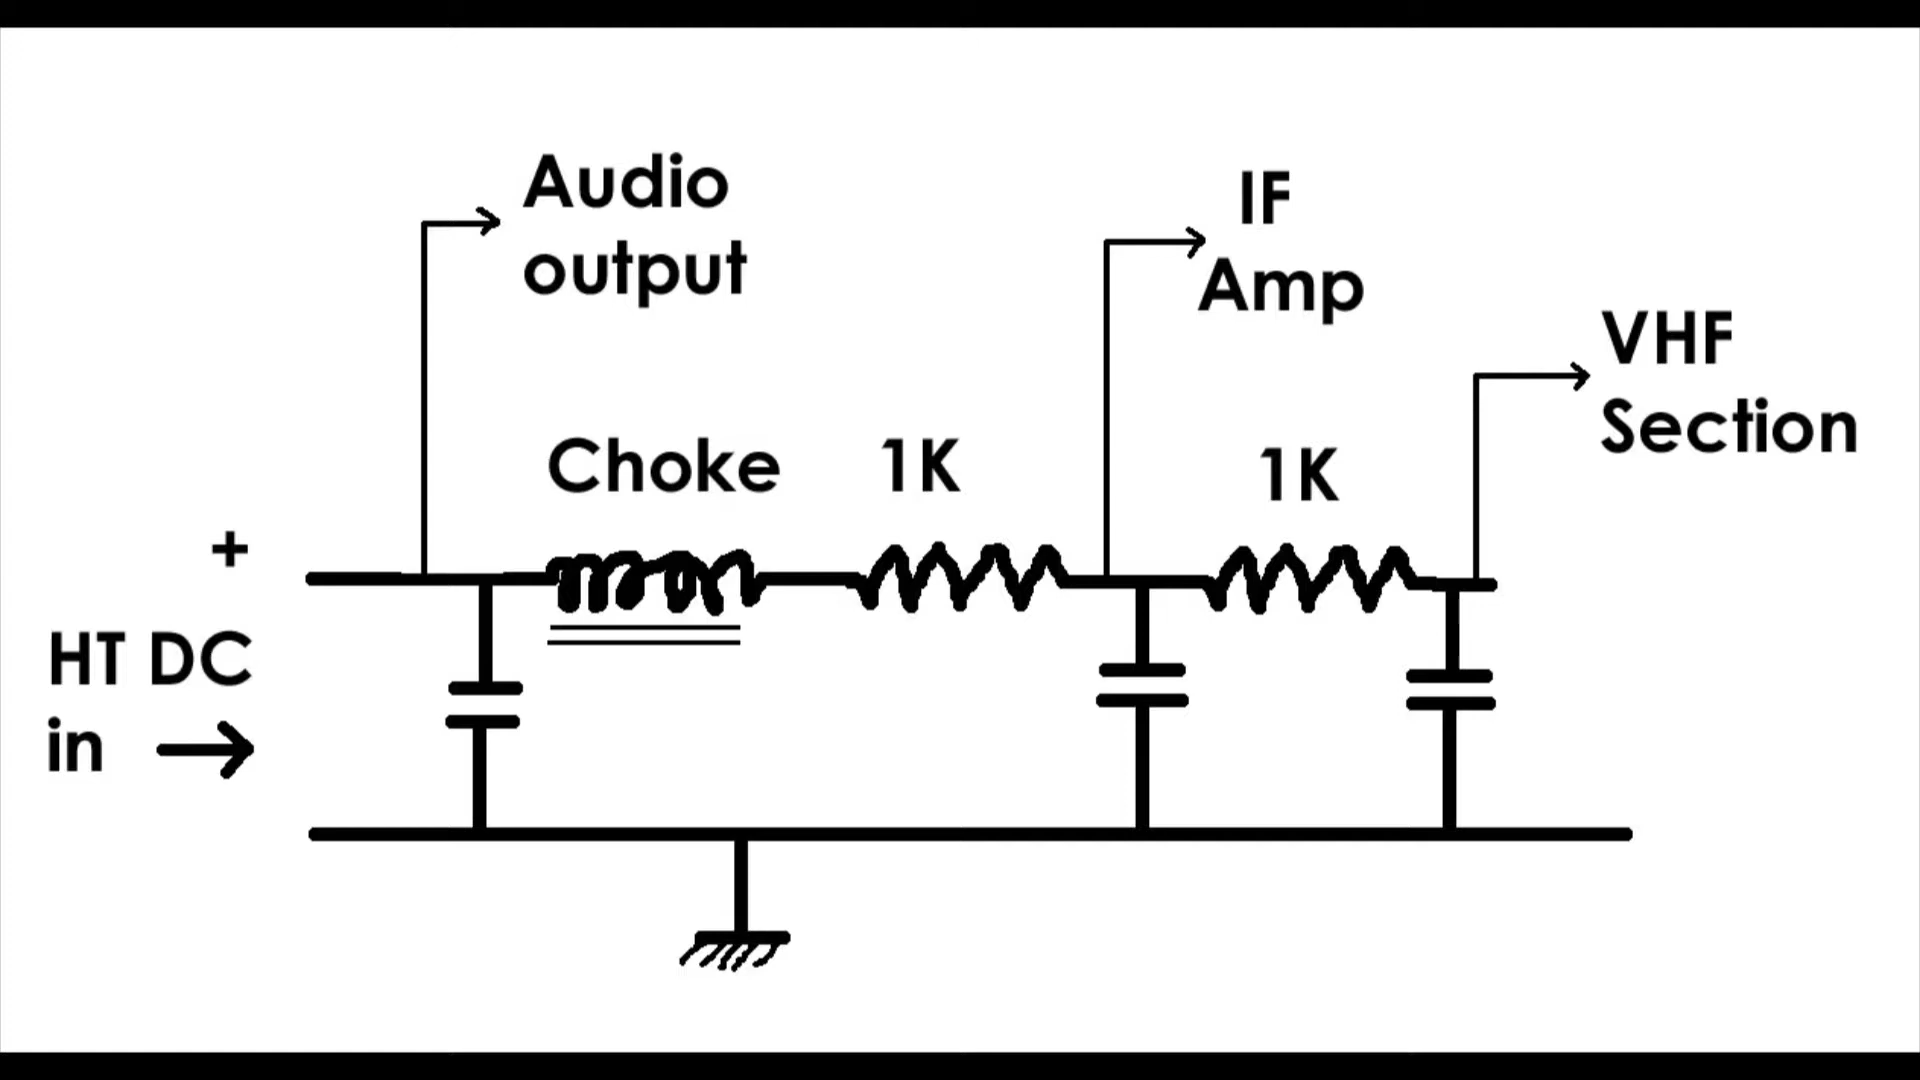 Audio
output
IF
Amp
VHF
Section
Choke
1K
1K
+
HT DC
in